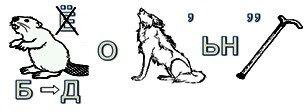 Ё
О ’ ЬН ”
Б → Д